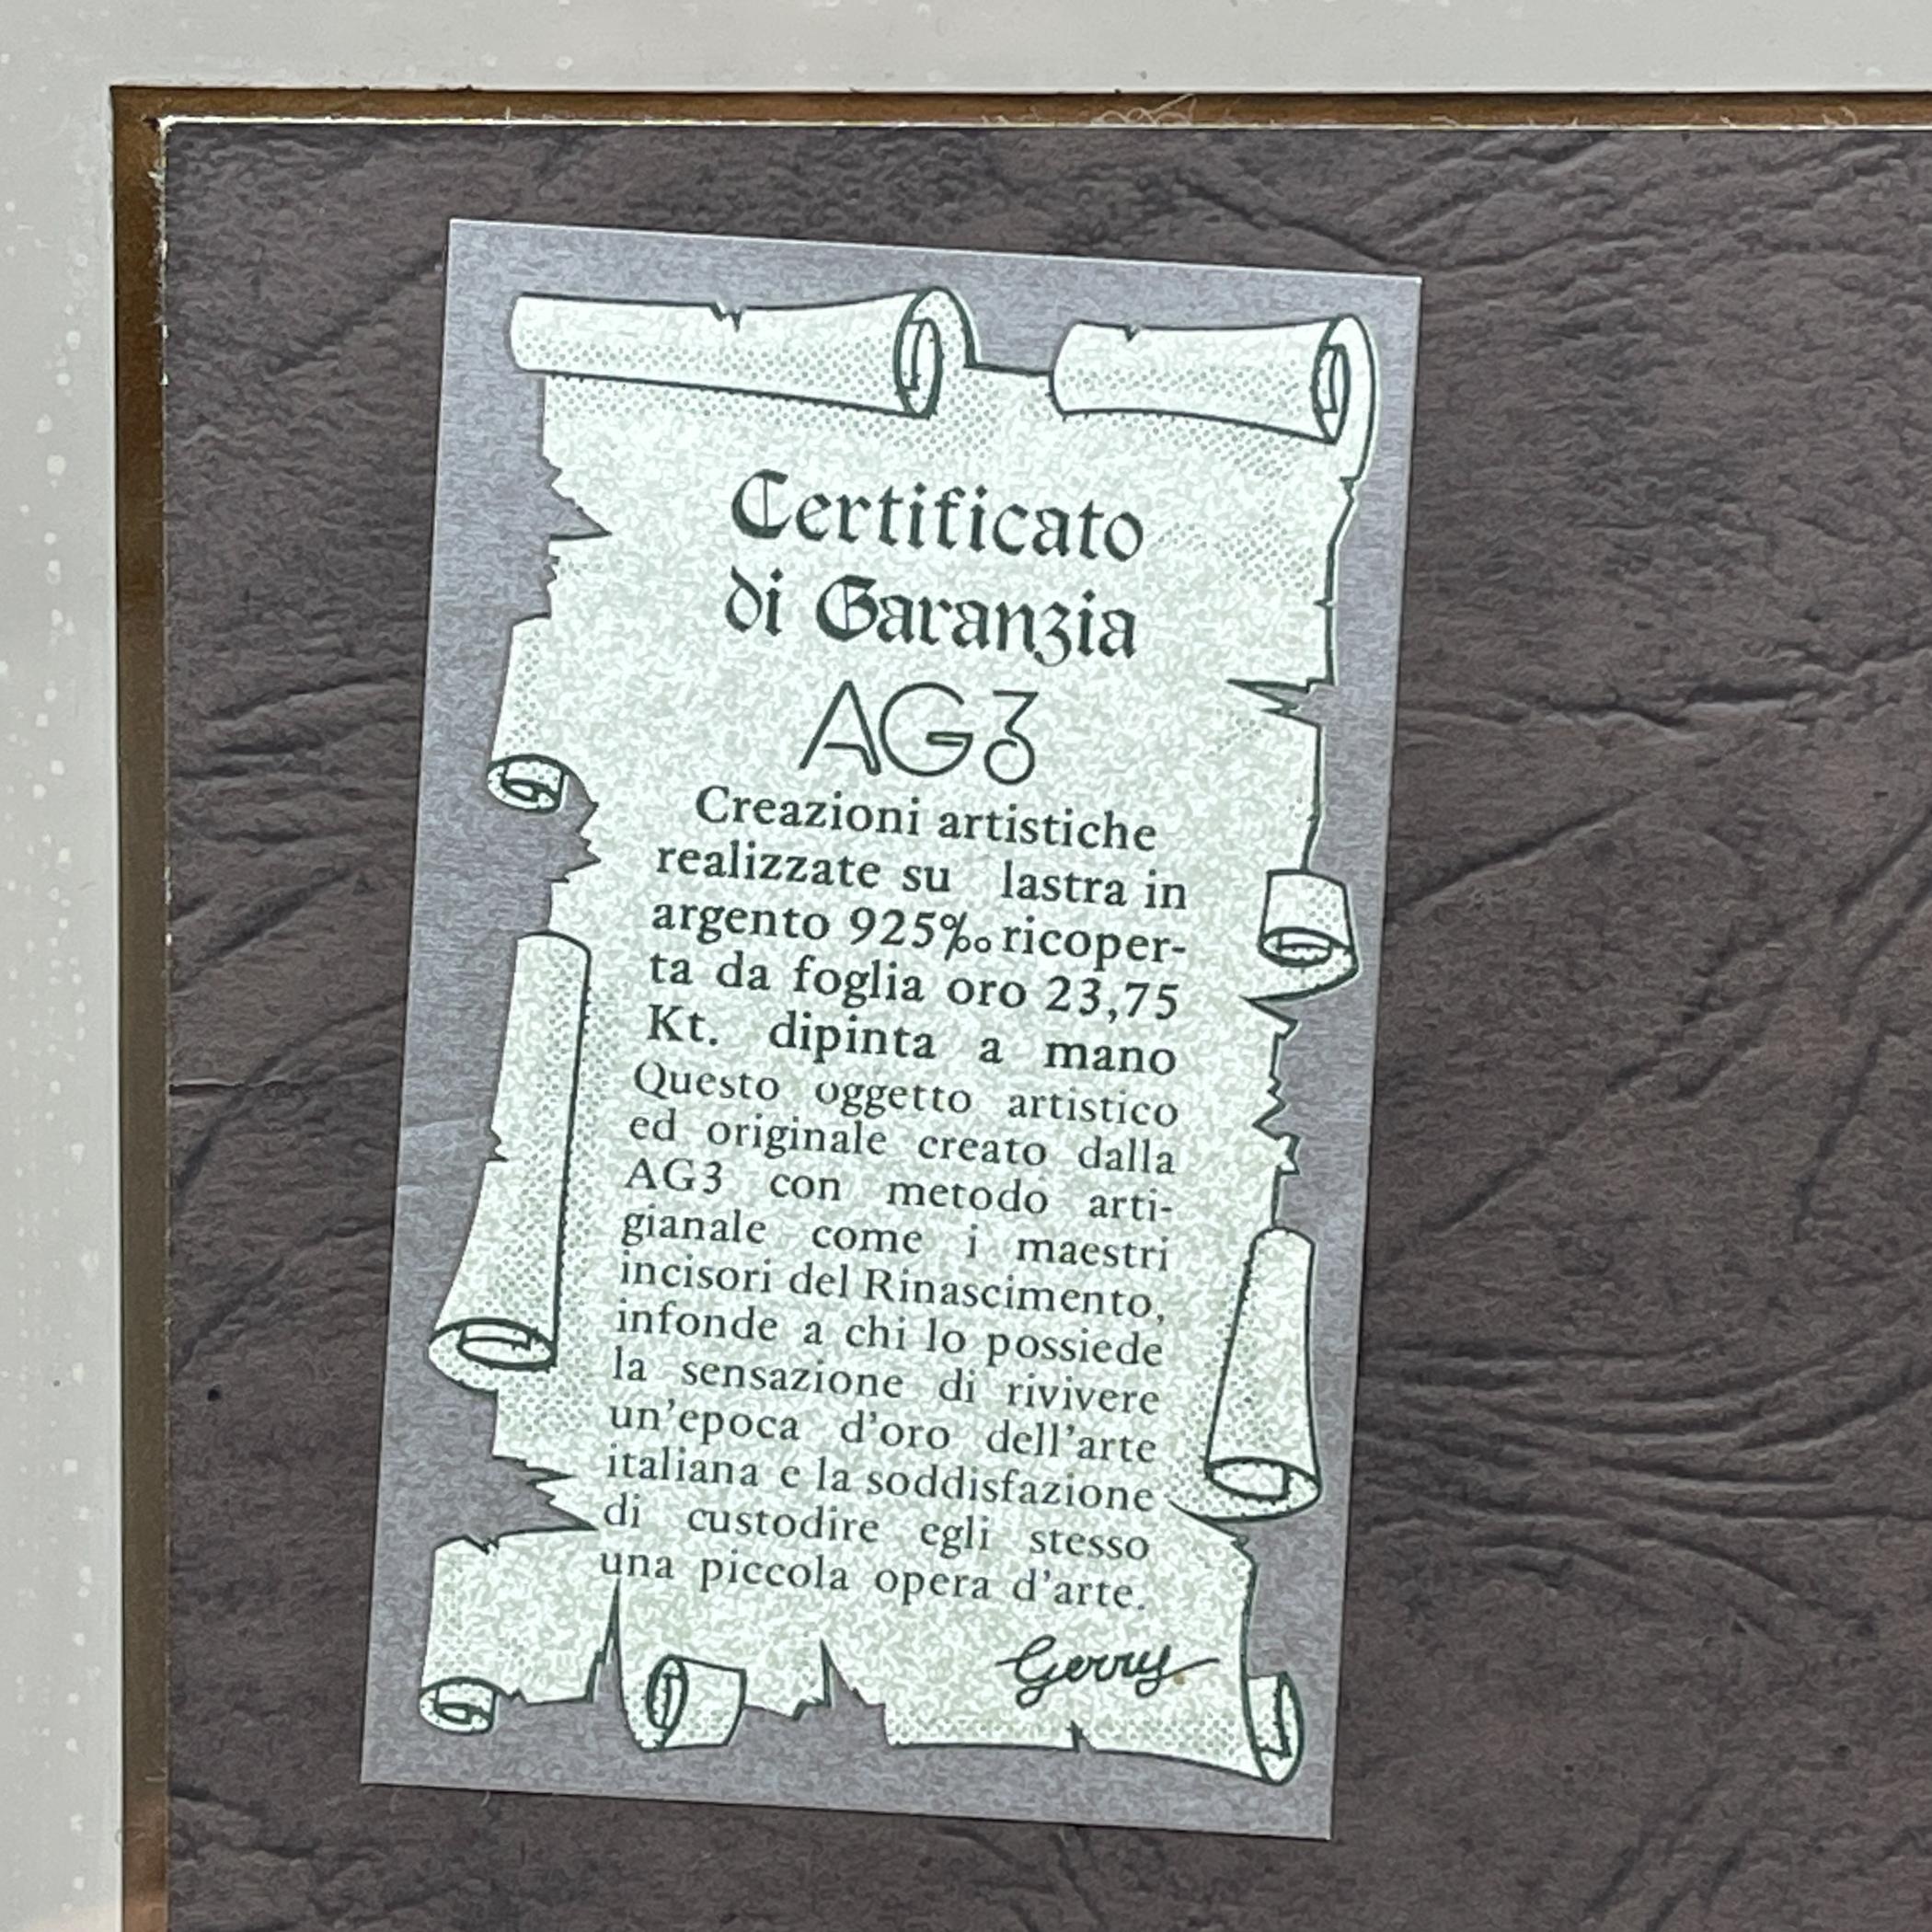 Certificato
di Garanzia
AG3
Creazioni artistiche
realizzate su lastra in
argento 925‰ ricoper-
ta da foglia oro 23,75
Kt. dipinta a mano
Questo oggetto artistico
ed originale creato dalla
AG3 con metodo arti-
gianale come i maestri
incisori del Rinascimento,
infonde a chi lo possiede
la sensazione di rivivere
un'epoca d'oro dell'arte
italiana e la soddisfazione
di custodire egli stesso
una piccola opera d'arte.
Gerry